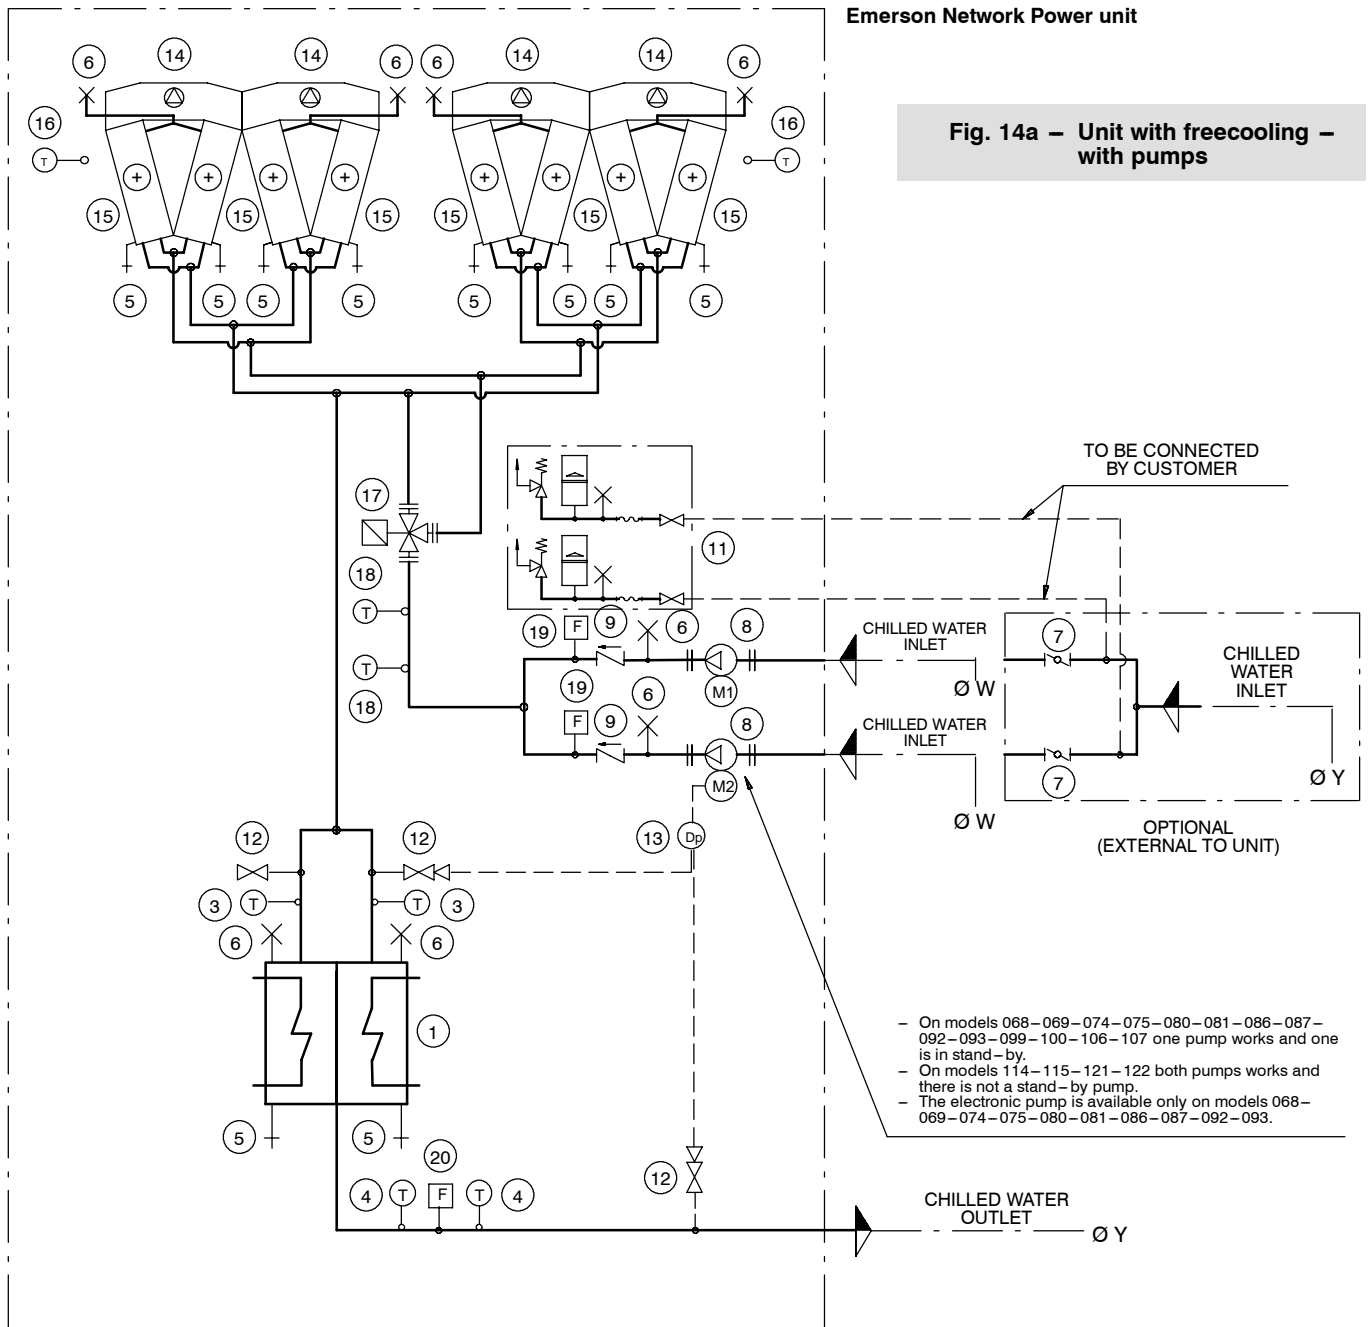 Emerson Network Power unit
Fig. 14a – Unit with freecooling –
with pumps
6 14 14 6 6 14 14 6
16 16
T T
+ + + + + + + +
15 15 15 15 15 15
5 5 5 5 5 5 5 5
TO BE CONNECTED
BY CUSTOMER
17
11
18
T
19 F 9 6 8
CHILLED WATER
INLET
7
CHILLED
WATER
INLET
T
M1
Ø W
18
19 F 9 6 8
CHILLED WATER
INLET
M2
7
Ø Y
Ø W
OPTIONAL
(EXTERNAL TO UNIT)
12 12 13 Dp
3 T T 3
6 6
1
– On models 068–069–074–075–080–081–086–087–
092–093–099–100–106–107 one pump works and one
is in stand–by.
– On models 114–115–121–122 both pumps works and
there is not a stand–by pump.
– The electronic pump is available only on models 068–
069–074–075–080–081–086–087–092–093.
5 5
20
4 T F T 4
12
CHILLED WATER
OUTLET
Ø Y